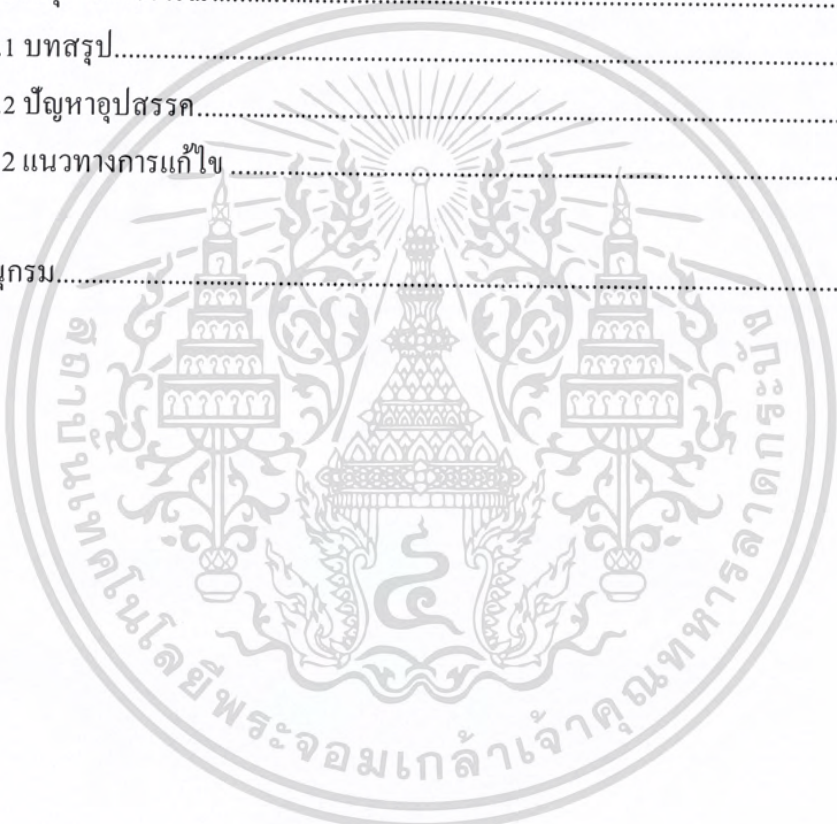 .1 บทสรุป
.2 ปัญหาอุปสรรค
2 แนวทางการแก้ไข
นุกรม
สถาบันเทคโนโลยีพระจอมเกล้าเจ้าคุณทหารลาดกระบัง
๔